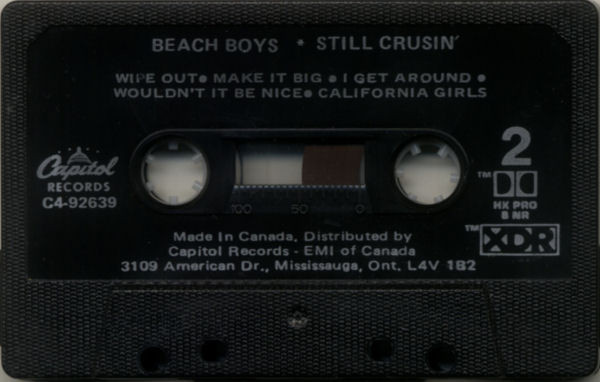 BEACH BOYS • STILL CRUSIN'
WIPE OUT• MAKE IT BIG • I GET AROUND •
WOULDN'T IT BE NICE• CALIFORNIA GIRLS
Capitol
RECORDS
C4-92639
2
TM
HX PRO
B NR
TM XDR
100 50 0
Made In Canada, Distributed by
Capitol Records - EMI of Canada
3109 American Dr., Mississauga, Ont. L4V 1B2